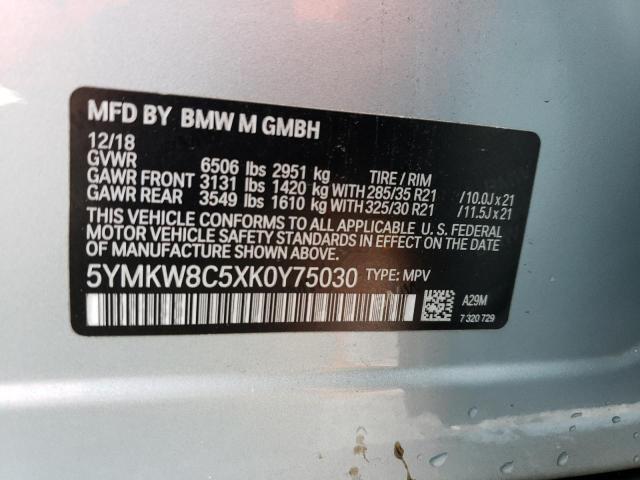 MFD BY BMW M GMBH
12/18
GVWR 6506 lbs 2951 kg TIRE / RIM
GAWR FRONT 3131 lbs 1420 kg WITH 285/35 R21 /10.0J x 21
GAWR REAR 3549 lbs 1610 kg WITH 325/30 R21 /11.5J x 21
THIS VEHICLE CONFORMS TO ALL APPLICABLE U. S. FEDERAL
MOTOR VEHICLE SAFETY STANDARDS IN EFFECT ON THE DATE
OF MANUFACTURE SHOWN ABOVE.
5YMKW8C5XK0Y75030 TYPE: MPV
A29M
7 320 729